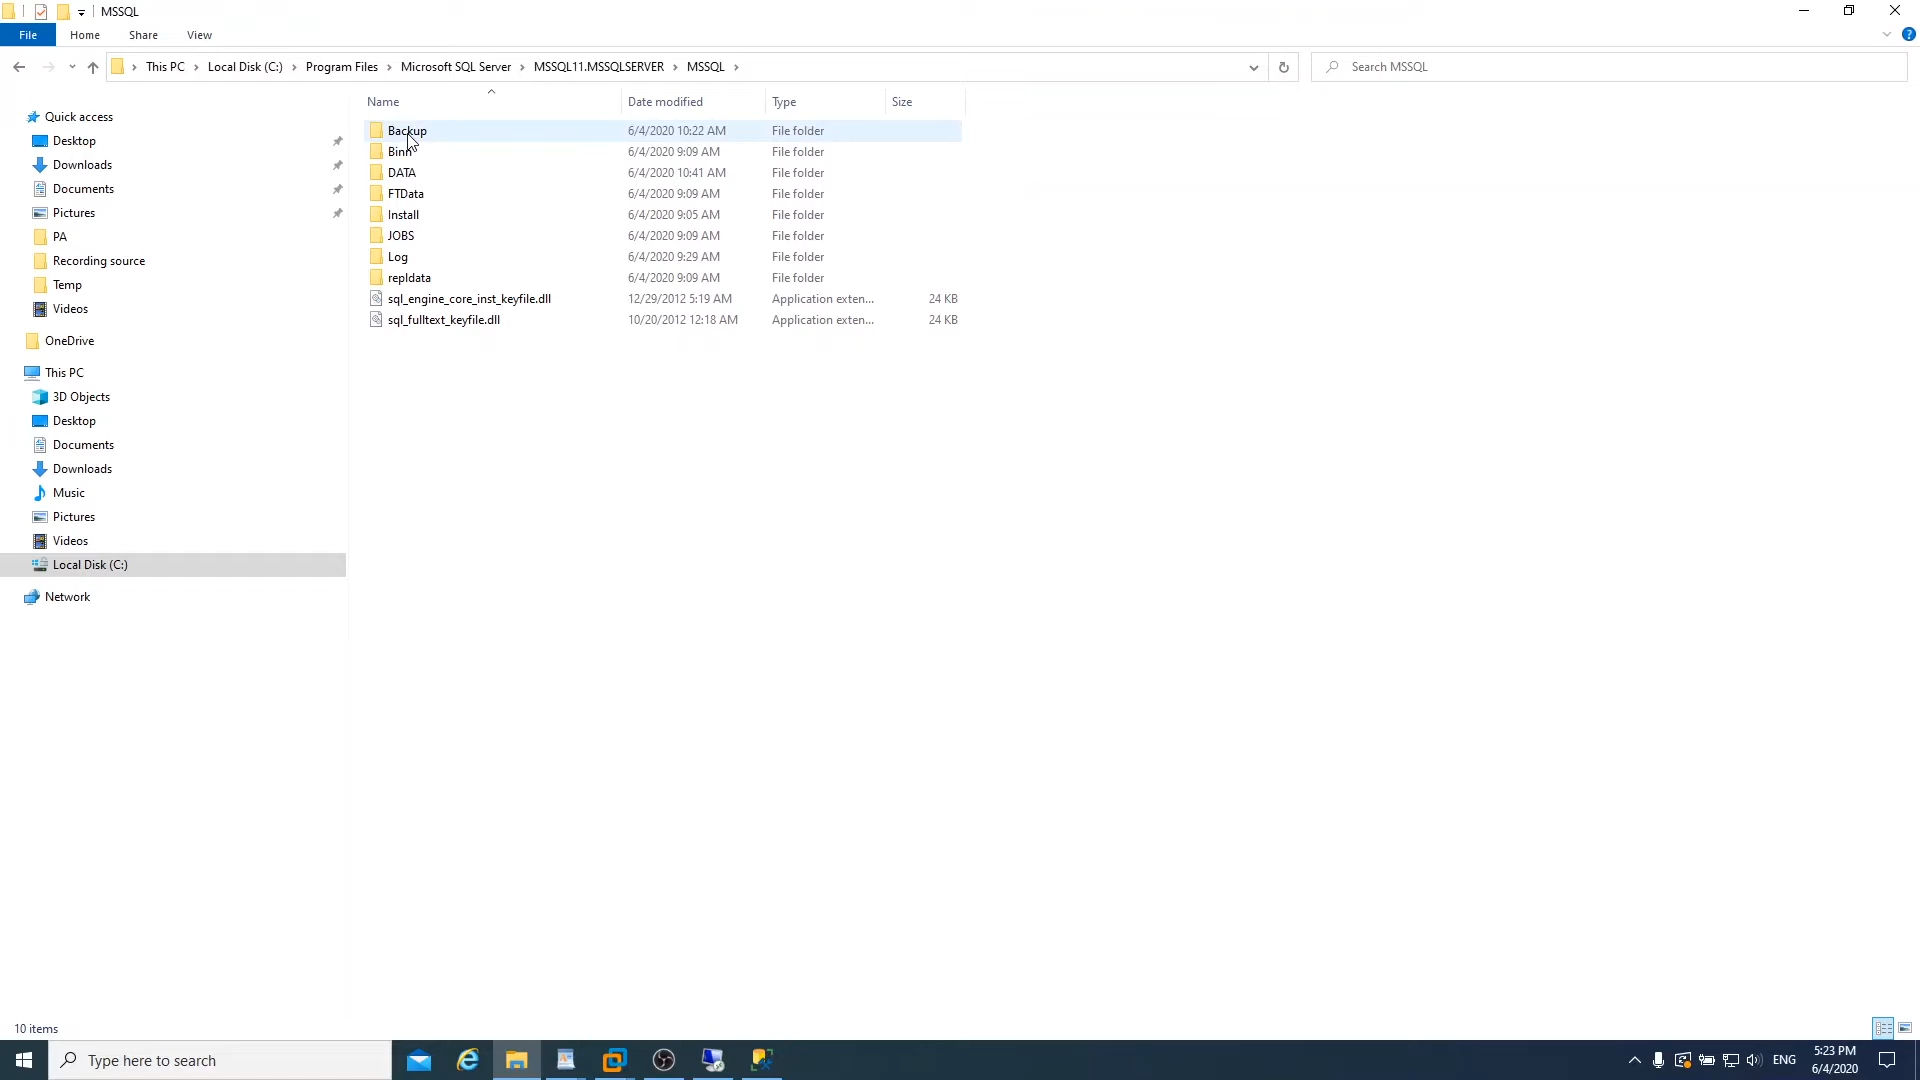 MSSQL
File Home Share View
This PC Local Disk (C:) Program Files Microsoft SQL Server MSSQL11.MSSQLSERVER MSSQL
Search MSSQL
Name Date modified Type Size
Quick access
Desktop
Downloads
Documents
Pictures
PA
Recording source
Temp
Videos
OneDrive
This PC
3D Objects
Desktop
Documents
Downloads
Music
Pictures
Videos
Local Disk (C:)
Network
Backup 6/4/2020 10:22 AM File folder
Binn 6/4/2020 9:09 AM File folder
DATA 6/4/2020 10:41 AM File folder
FTData 6/4/2020 9:09 AM File folder
Install 6/4/2020 9:05 AM File folder
JOBS 6/4/2020 9:09 AM File folder
Log 6/4/2020 9:29 AM File folder
repldata 6/4/2020 9:09 AM File folder
sql_engine_core_inst_keyfile.dll 12/29/2012 5:19 AM Application exten... 24 KB
sql_fulltext_keyfile.dll 10/20/2012 12:18 AM Application exten... 24 KB
10 items
Type here to search
ENG
5:23 PM
6/4/2020